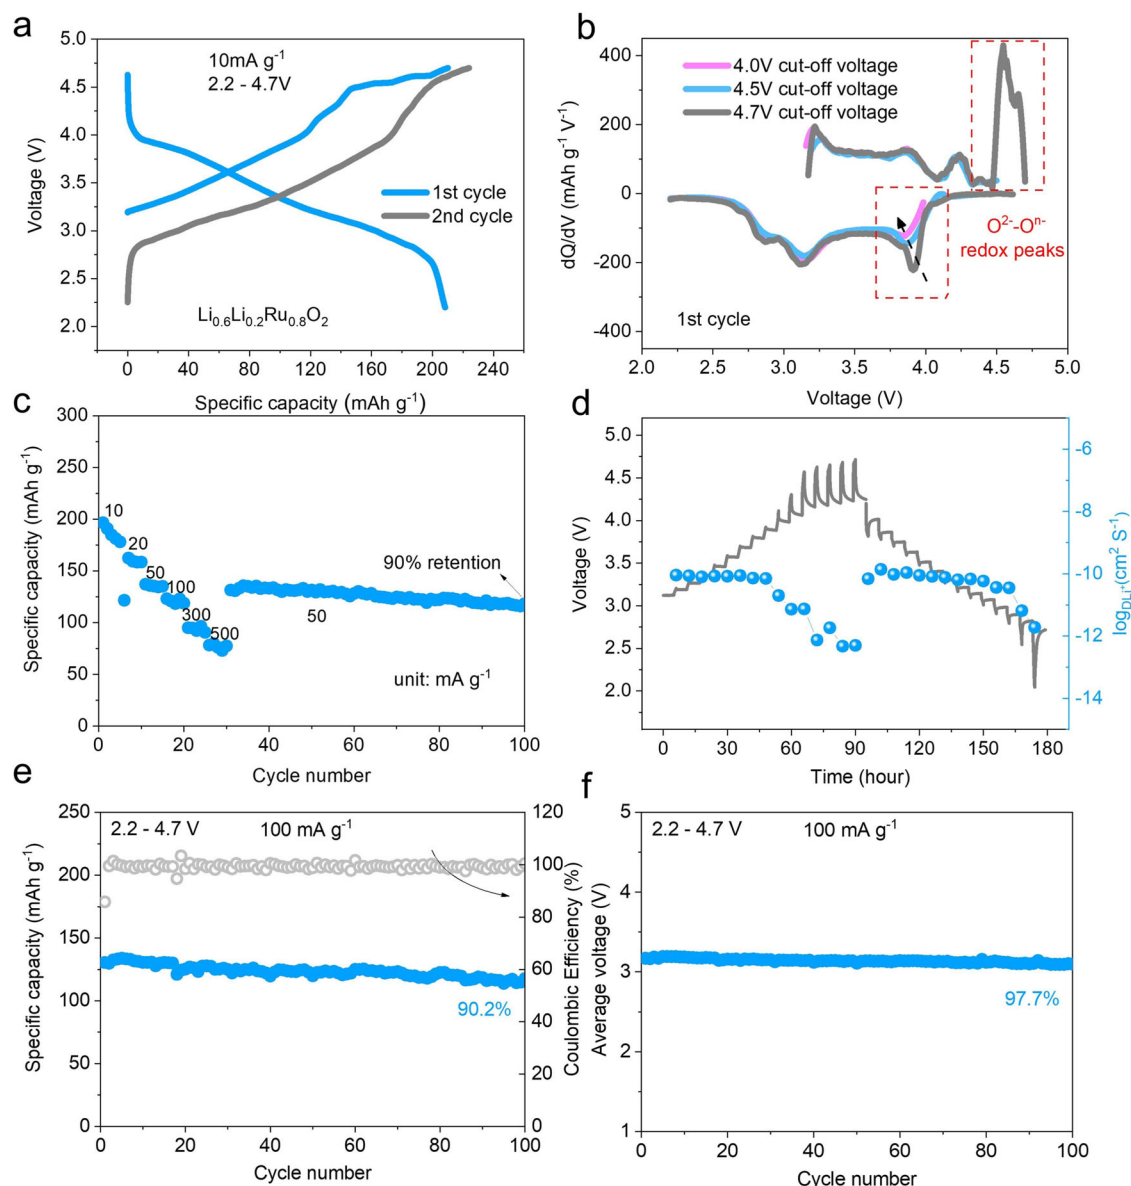 a
5.0
4.5
4.0
3.5
3.0
2.5
2.0
Voltage (V)
10mA g⁻¹
2.2 - 4.7V
1st cycle
2nd cycle
Li₀.₆Li₀.₂Ru₀.₈O₂
0 40 80 120 160 200 240
Specific capacity (mAh g⁻¹)
b
400
200
0
-200
-400
dQ/dV (mAh g⁻¹ V⁻¹)
4.0V cut-off voltage
4.5V cut-off voltage
4.7V cut-off voltage
O²⁻-Oⁿ⁻
redox peaks
1st cycle
2.0 2.5 3.0 3.5 4.0 4.5 5.0
Voltage (V)
c
300
250
200
150
100
50
0
Specific capacity (mAh g⁻¹)
10
20
50
100
300
500
50
90% retention
unit: mA g⁻¹
0 20 40 60 80 100
Cycle number
d
5.0
4.5
4.0
3.5
3.0
2.5
2.0
Voltage (V)
-6
-8
-10
-12
-14
log_DLi⁺(cm² S⁻¹)
0 30 60 90 120 150 180
Time (hour)
e
250
200
150
100
50
0
Specific capacity (mAh g⁻¹)
2.2 - 4.7 V 100 mA g⁻¹
90.2%
120
100
80
60
40
20
0
Coulombic Efficiency (%)
0 20 40 60 80 100
Cycle number
f
5
4
3
2
1
Average voltage (V)
2.2 - 4.7 V 100 mA g⁻¹
97.7%
0 20 40 60 80 100
Cycle number